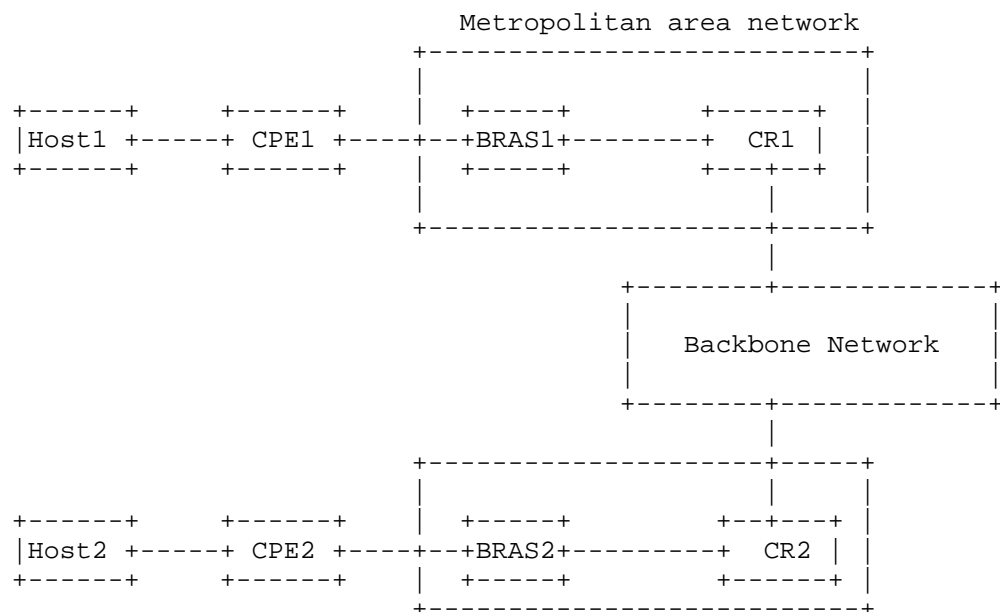 Metropolitan area network
Host1 CPE1 BRAS1 CR1
Backbone Network
Host2 CPE2 BRAS2 CR2